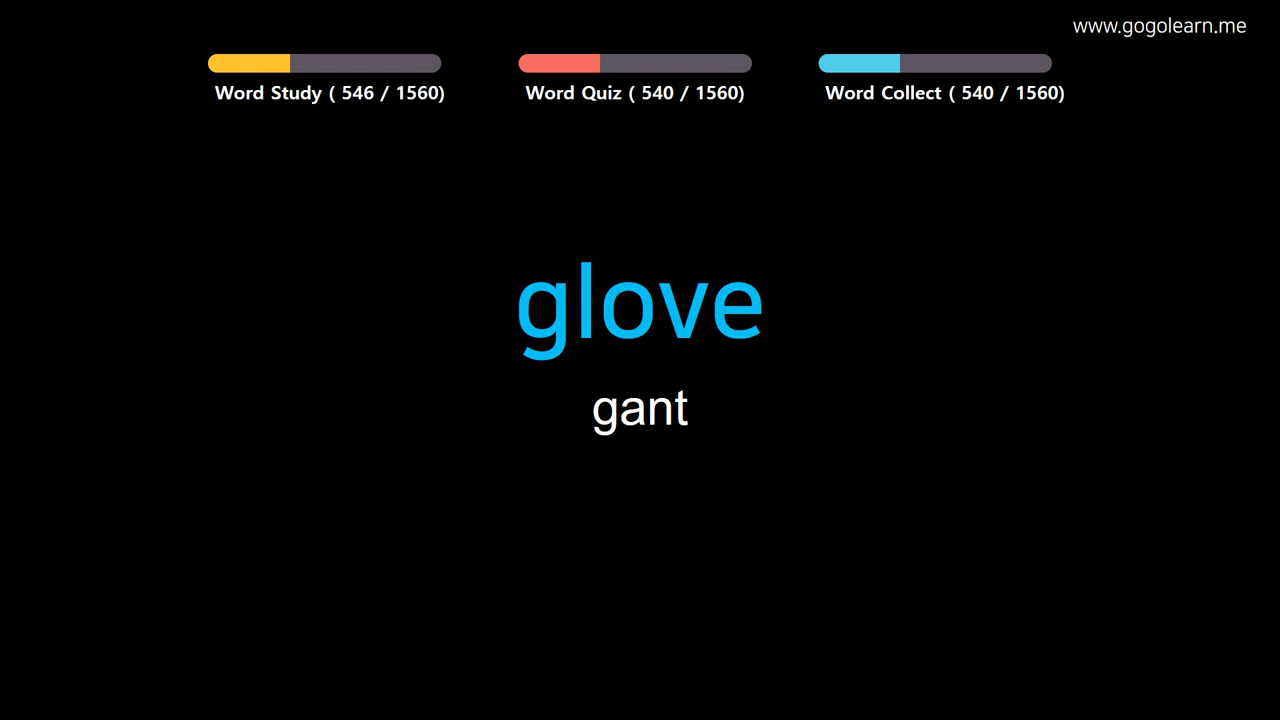 www.gogolearn.me
Word Study ( 546 / 1560)
Word Quiz ( 540 / 1560)
Word Collect ( 540 / 1560)
glove
gant